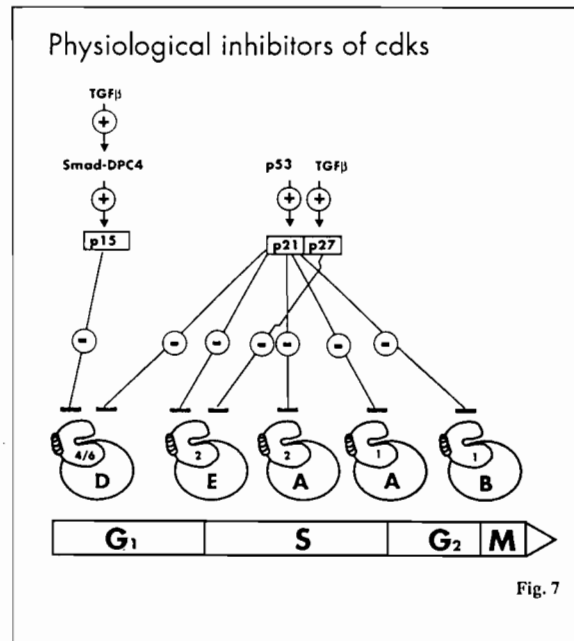 Physiological inhibitors of cdks
TGFβ
+
Smad-DPC4
+
p15
p53 TGFβ
+ +
p21 p27
- - - - - -
4/6 2 2 1 1
D E A A B
G1 S G2 M
Fig. 7